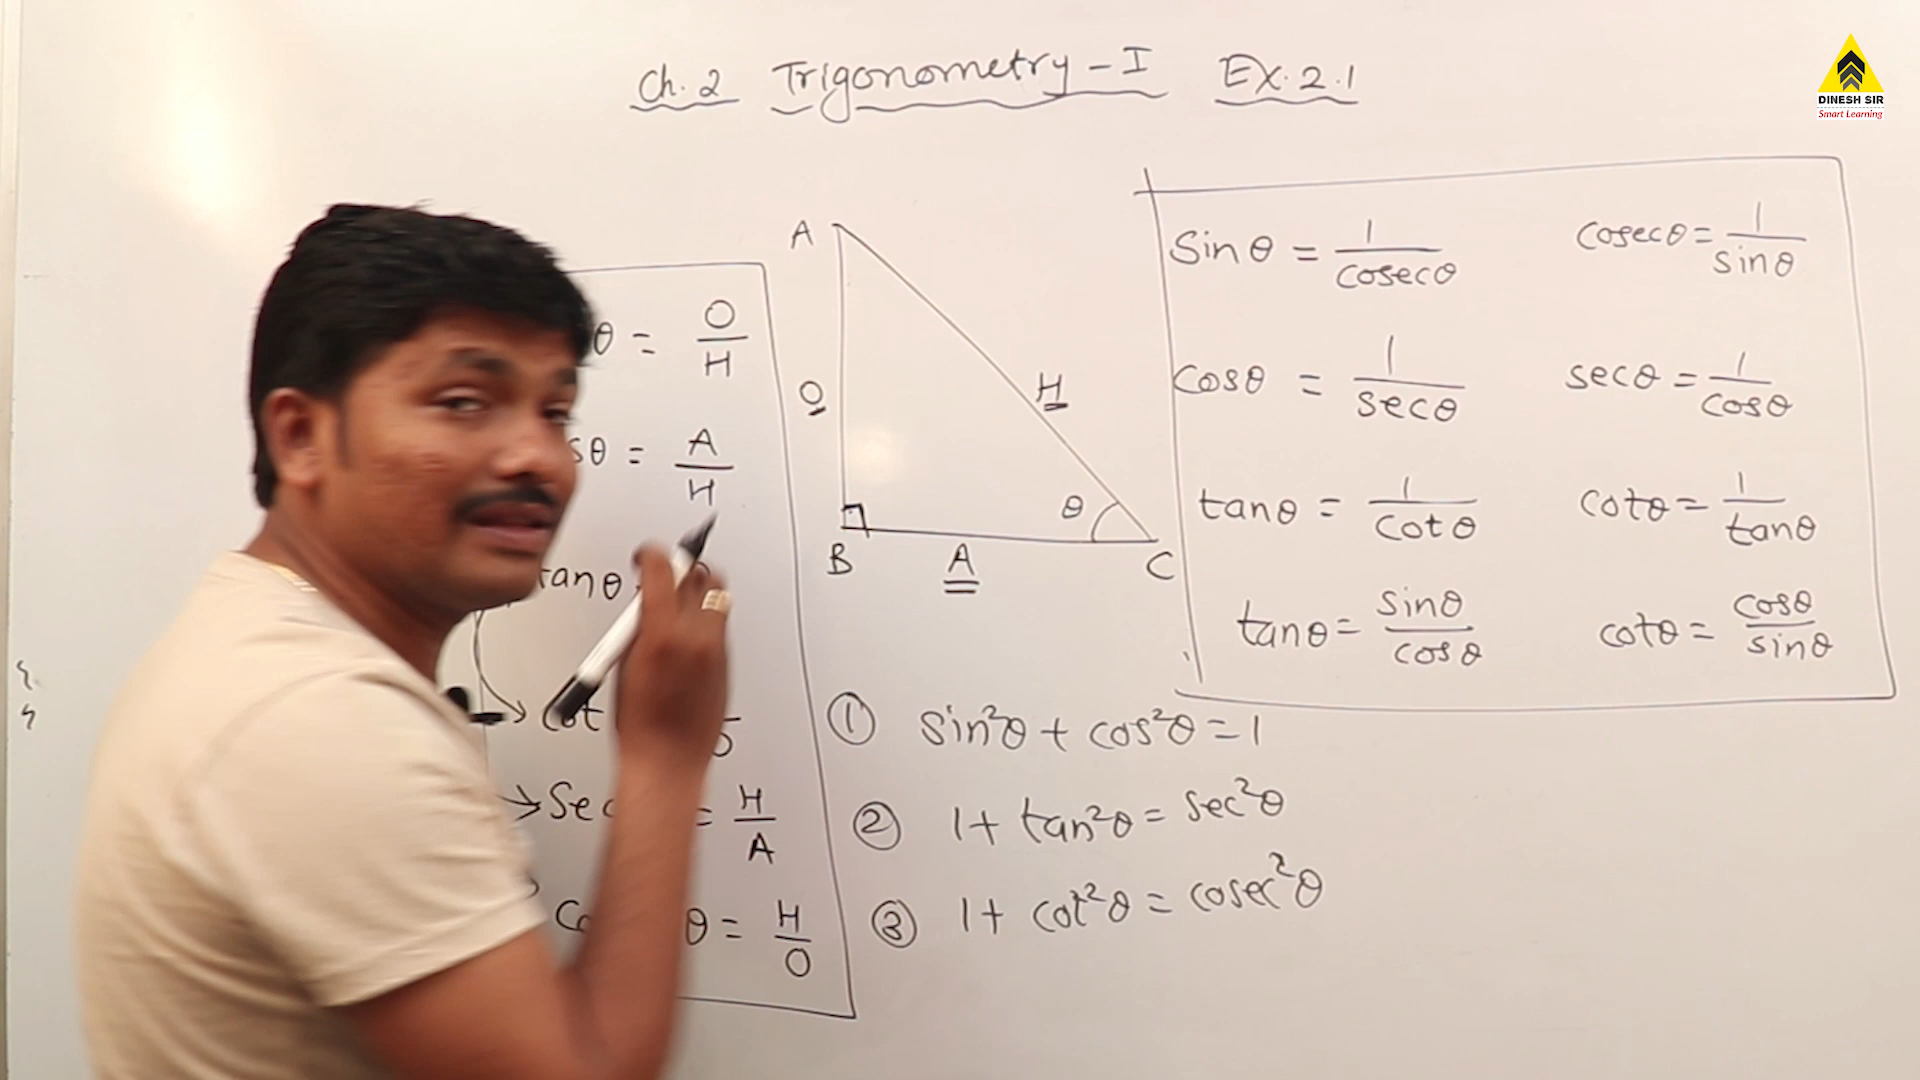 Ch. 2 Trigonometry - I Ex. 2.1
DINESH SIR
Smart Learning
θ = O/H
sθ = A/H
tanθ
cot
Sec = H/A
θ = H/O
A
O
H
θ
B
A
C
Sinθ = 1/cosecθ
cosecθ = 1/sinθ
cosθ = 1/secθ
secθ = 1/cosθ
tanθ = 1/cotθ
cotθ = 1/tanθ
tanθ = sinθ/cosθ
cotθ = cosθ/sinθ
① sin²θ + cos²θ = 1
② 1 + tan²θ = sec²θ
③ 1 + cot²θ = cosec²θ